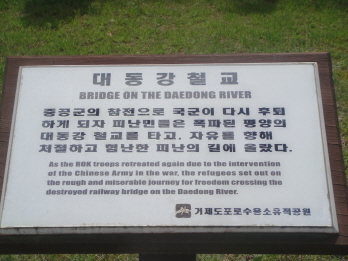 대동강철교
BRIDGE ON THE DAEDONG RIVER
중공군의 참전으로 국군이 다시 후퇴
하게 되자 피난민들은 폭파된 평양의
대동강 철교를 타고, 자유를 향해
처절하고 험난한 피난의 길에 올랐다.
As the ROK troops retreated again due to the intervention
of the Chinese Army in the war, the refugees set out on
the rough and miserable journey for freedom crossing the
destroyed railway bridge on the Daedong River.
거제도포로수용소유적공원